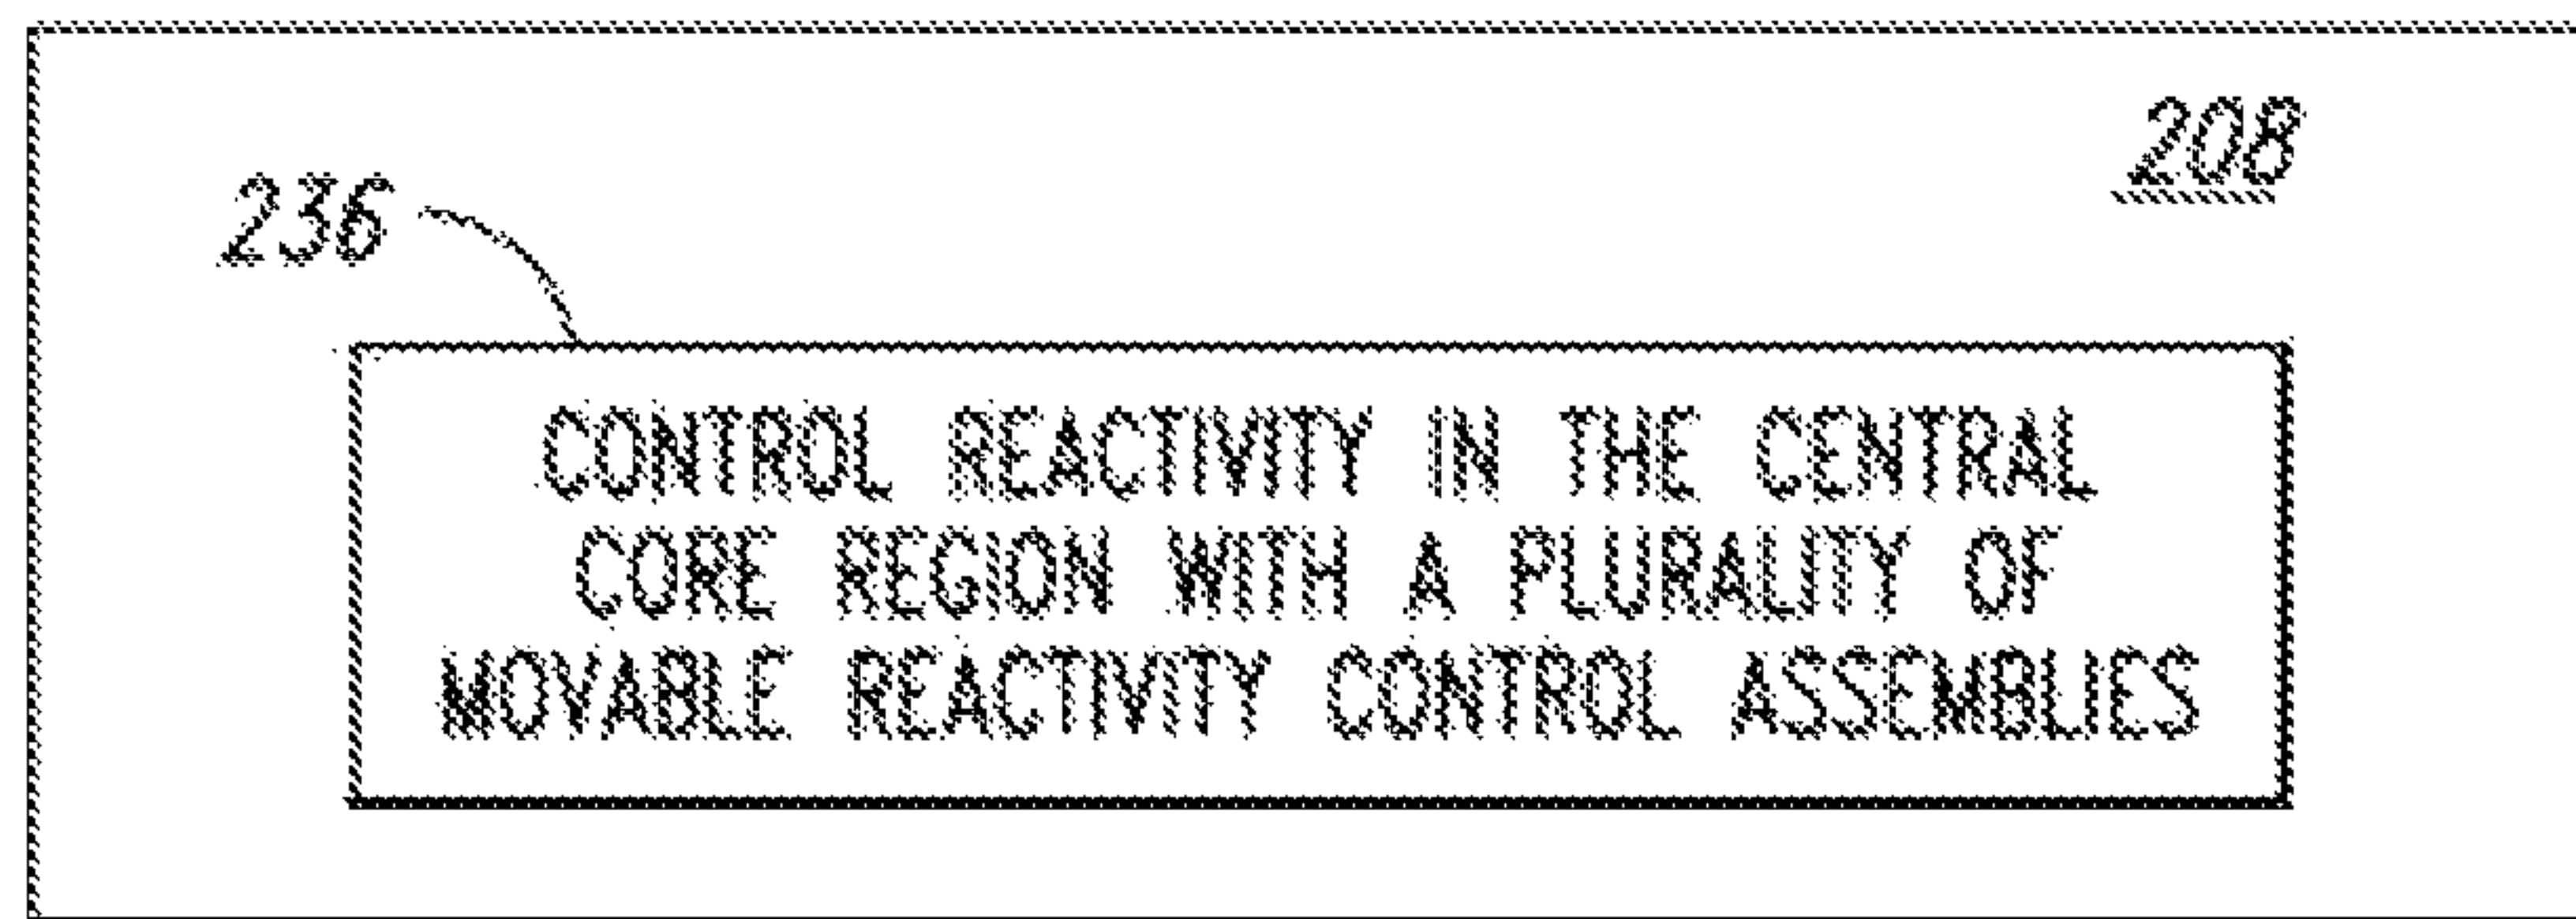 208
236
CONTROL REACTIVITY IN THE CENTRAL
CORE REGION WITH A PLURALITY OF
MOVABLE REACTIVITY CONTROL ASSEMBLIES